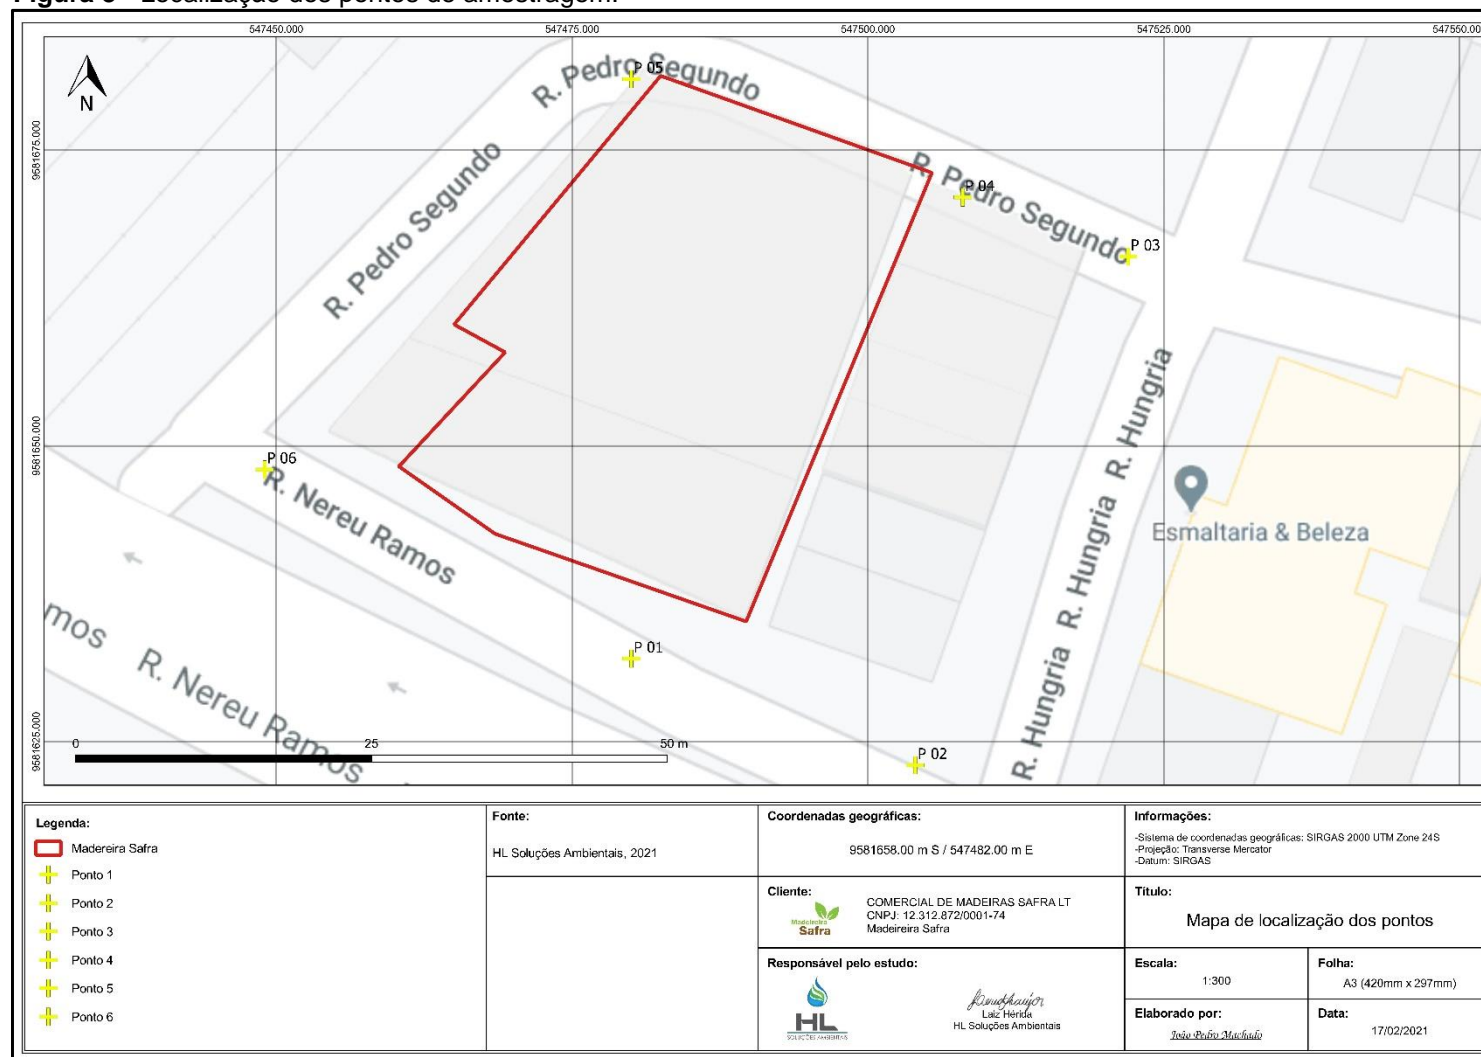 Figura 3 - Localização dos pontos de amostragem.
547450.000
547475.000
547500.000
547525.000
547550.00
9581675.000
9581650.000
9581625.000
N
R. Pedro Segundo
P 05
R. Pedro Segundo
R. Pedro Segundo
P 04
P 03
P 06
R. Nereu Ramos
P 01
P 02
R. Hungria
R. Hungria
R. Hungria
R. Hungria
Esmaltaria & Beleza
mos
R. Nereu Ramos
0
25
50 m
Legenda:
Madereira Safra
Ponto 1
Ponto 2
Ponto 3
Ponto 4
Ponto 5
Ponto 6
Fonte:
HL Soluções Ambientais, 2021
Coordenadas geográficas:
9581658.00 m S / 547482.00 m E
Cliente:
Madeireira
Safra
COMERCIAL DE MADEIRAS SAFRA LT
CNPJ: 12.312.872/0001-74
Madeireira Safra
Responsável pelo estudo:
HL
SOLUÇÕES AMBIENTAIS
Laiz Hérida
HL Soluções Ambientais
Informações:
-Sistema de coordenadas geográficas: SIRGAS 2000 UTM Zone 24S
-Projeção: Transverse Mercator
-Datum: SIRGAS
Título:
Mapa de localização dos pontos
Escala:
1:300
Folha:
A3 (420mm x 297mm)
Elaborado por:
João Pedro Machado
Data:
17/02/2021